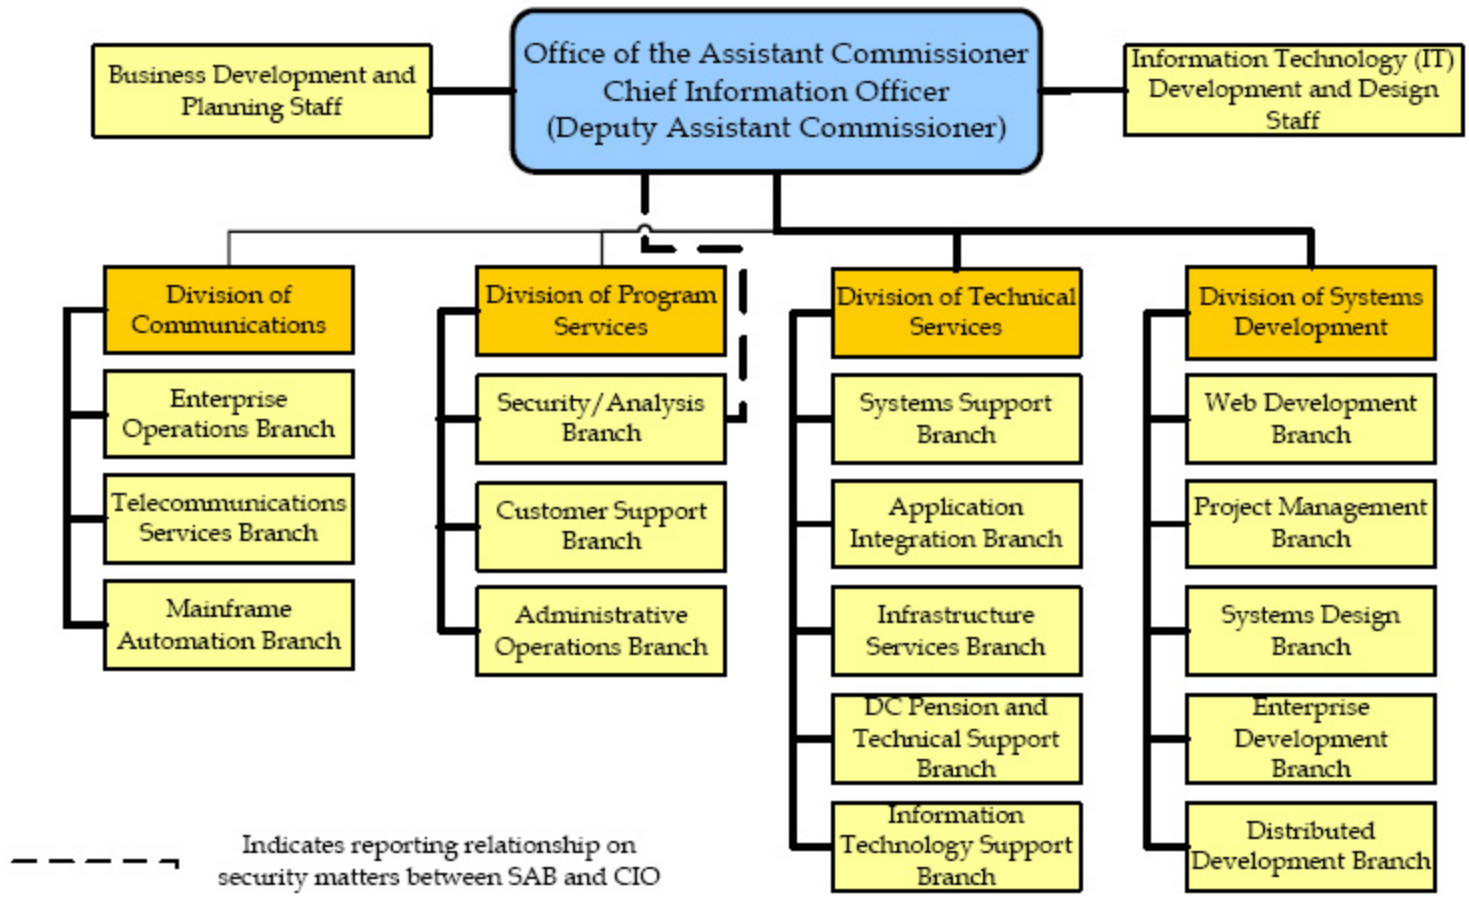 Business Development and
Planning Staff
Office of the Assistant Commissioner
Chief Information Officer
(Deputy Assistant Commissioner)
Information Technology (IT)
Development and Design
Staff
Division of
Communications
Enterprise
Operations Branch
Telecommunications
Services Branch
Mainframe
Automation Branch
Division of Program
Services
Security/Analysis
Branch
Customer Support
Branch
Administrative
Operations Branch
Division of Technical
Services
Systems Support
Branch
Application
Integration Branch
Infrastructure
Services Branch
DC Pension and
Technical Support
Branch
Information
Technology Support
Branch
Division of Systems
Development
Web Development
Branch
Project Management
Branch
Systems Design
Branch
Enterprise
Development
Branch
Distributed
Development Branch
Indicates reporting relationship on
security matters between SAB and CIO